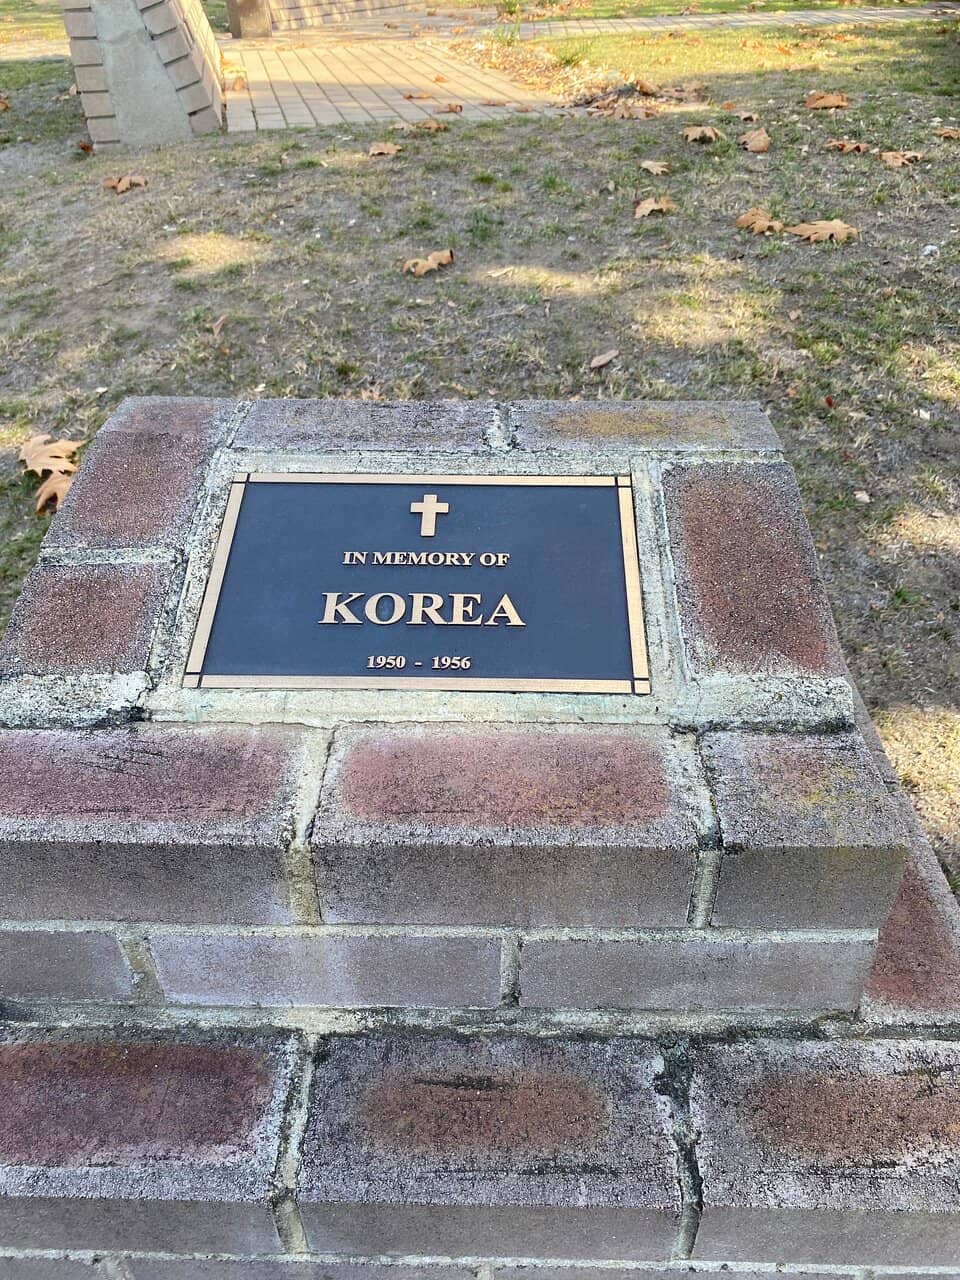 IN MEMORY OF
KOREA
1950 - 1956